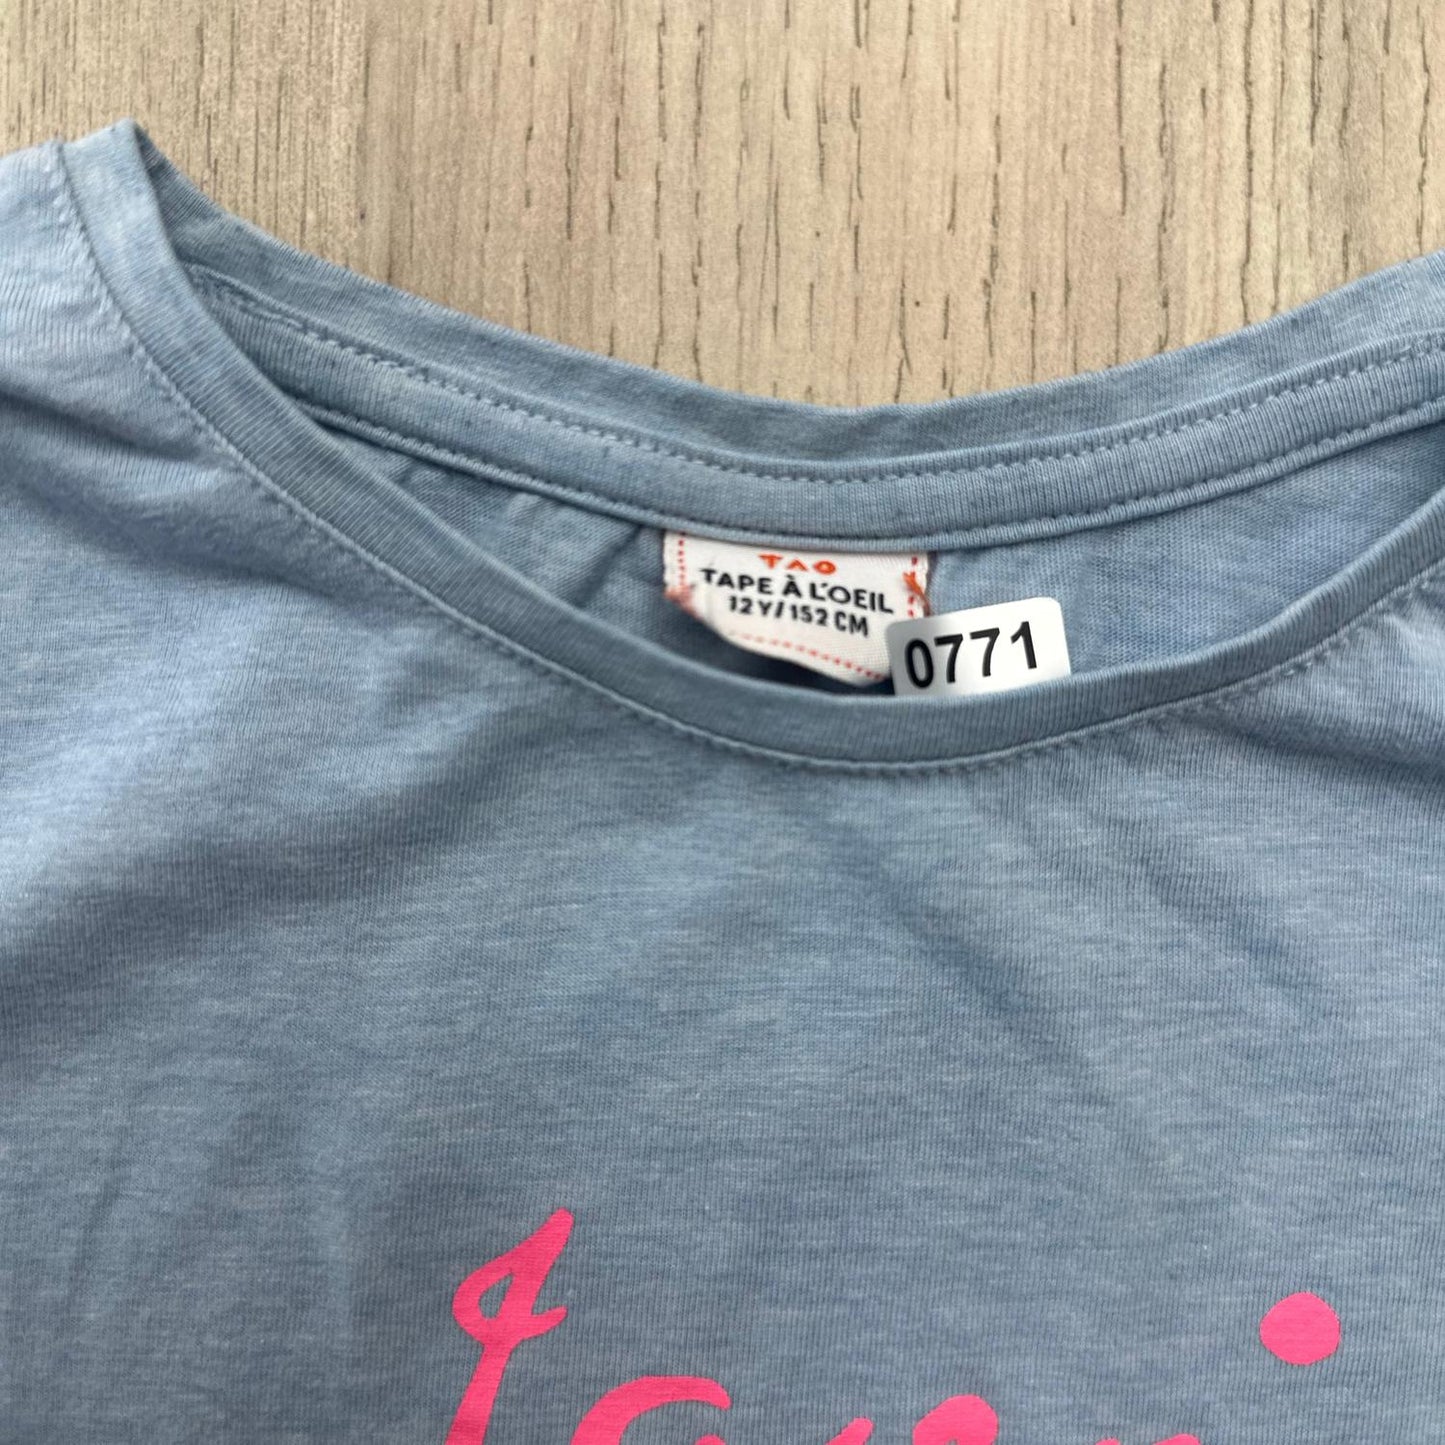 TAO
TAPE À L'OEIL
12 Y/152 CM
0771